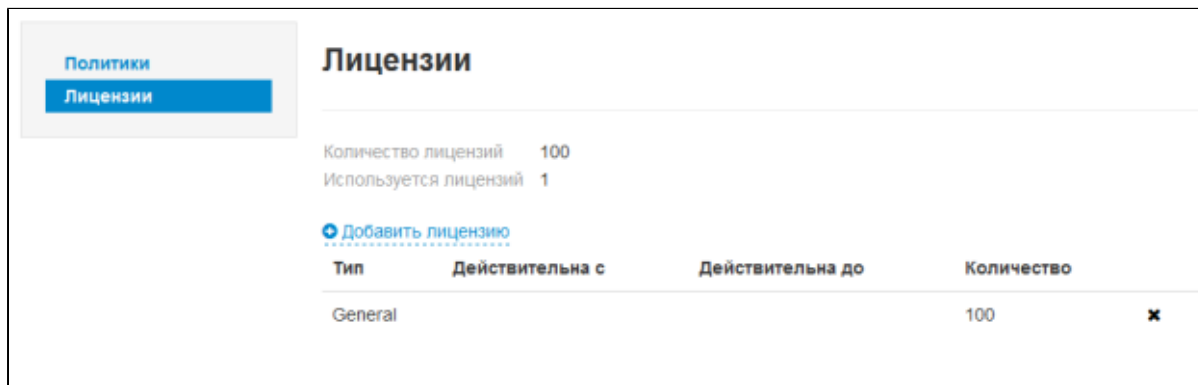 Политики
Лицензии
Лицензии
Количество лицензий 100
Используется лицензий 1
Добавить лицензию
Тип Действительна с Действительна до Количество
General 100